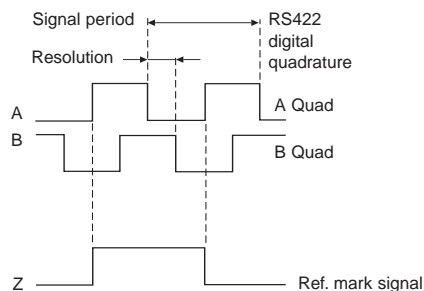 Signal period
RS422
digital
quadrature
Resolution
A
A Quad
B
B Quad
Z
Ref. mark signal